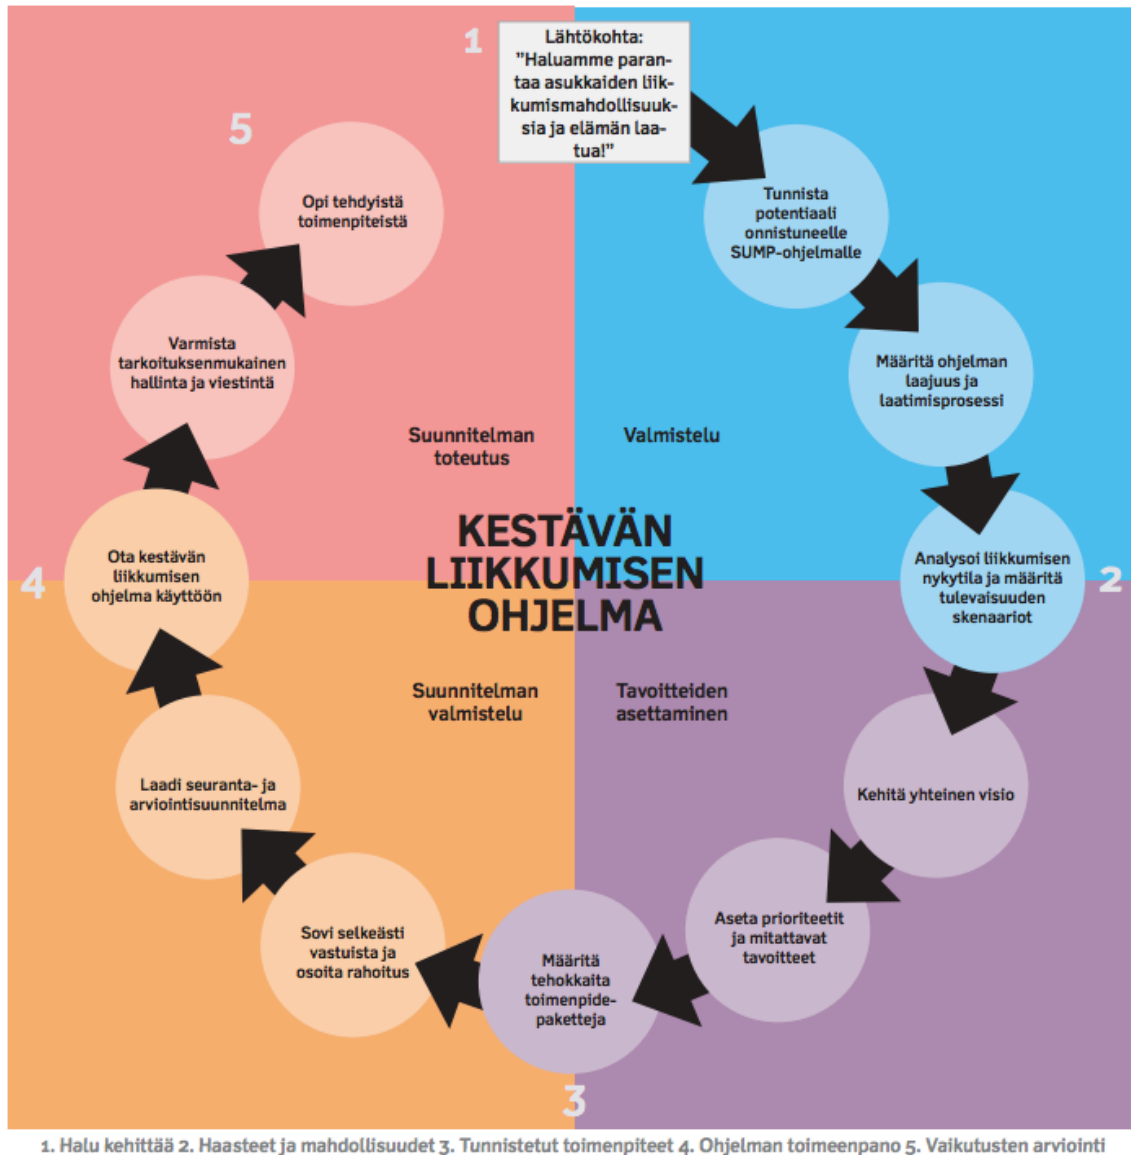 1
Lähtökohta:
”Haluamme paran-
taa asukkaiden liik-
kumismahdollisuuk-
sia ja elämän laa-
tua!”
Tunnista
potentiaali
onnistuneelle
SUMP-ohjelmalle
Määritä ohjelman
laajuus ja
laatimisprosessi
Valmistelu
Analysoi liikkumisen
nykytila ja määritä
tulevaisuuden
skenaariot
2
KESTÄVÄN
LIIKKUMISEN
OHJELMA
Tavoitteiden
asettaminen
Kehitä yhteinen visio
Aseta prioriteetit
ja mitattavat
tavoitteet
Määritä
tehokkaita
toimenpide-
paketteja
3
Suunnitelman
valmistelu
Sovi selkeästi
vastuista ja
osoita rahoitus
Laadi seuranta- ja
arviointisuunnitelma
Ota kestävän
liikkumisen
ohjelma käyttöön
4
Suunnitelman
toteutus
Varmista
tarkoituksenmukainen
hallinta ja viestintä
Opi tehdyistä
toimenpiteistä
5
1. Halu kehittää 2. Haasteet ja mahdollisuudet 3. Tunnistetut toimenpiteet 4. Ohjelman toimeenpano 5. Vaikutusten arviointi